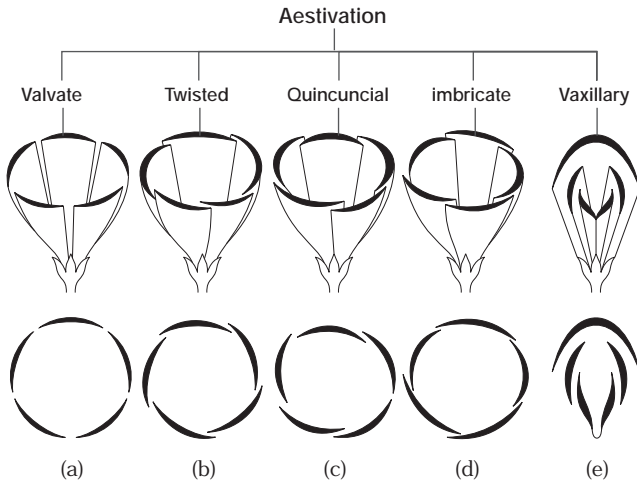 Aestivation
Valvate Twisted Quincuncial imbricate Vaxillary
(a) (b) (c) (d) (e)